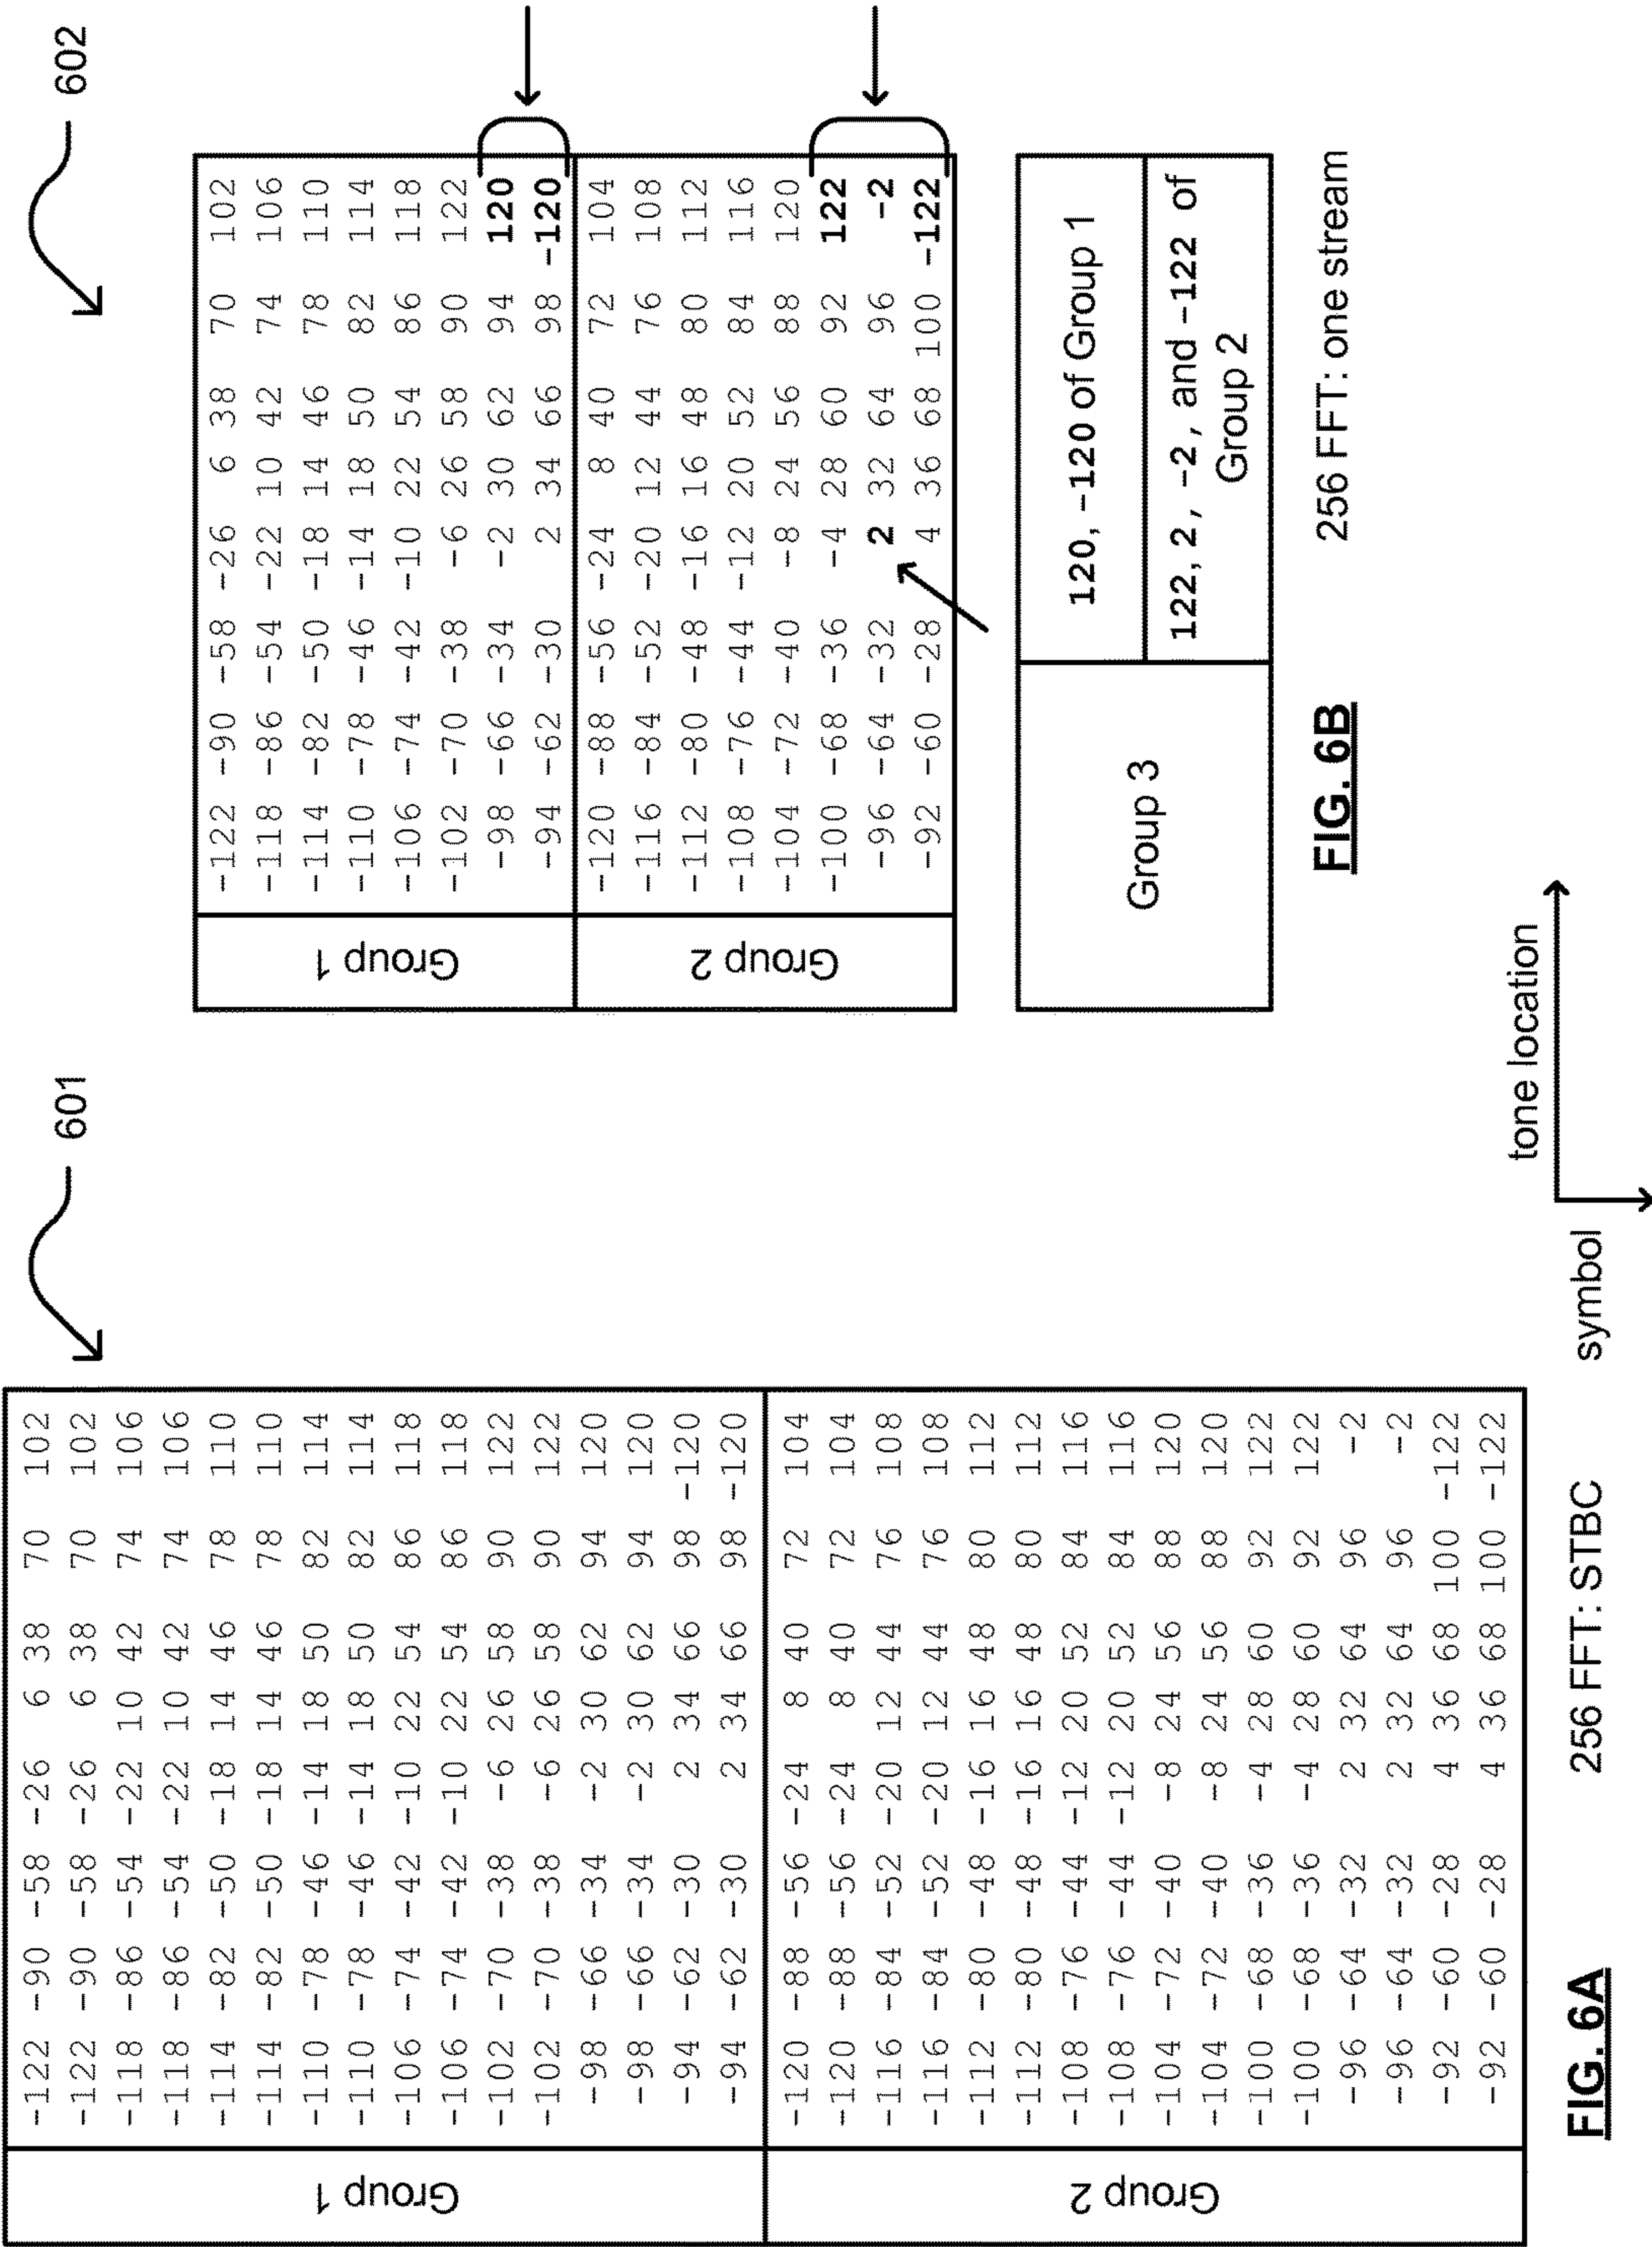 601
Group 1
-122 -90 -58 -26 6 38 70 102
-122 -90 -58 -26 6 38 70 102
-118 -86 -54 -22 10 42 74 106
-118 -86 -54 -22 10 42 74 106
-114 -82 -50 -18 14 46 78 110
-114 -82 -50 -18 14 46 78 110
-110 -78 -46 -14 18 50 82 114
-110 -78 -46 -14 18 50 82 114
-106 -74 -42 -10 22 54 86 118
-106 -74 -42 -10 22 54 86 118
-102 -70 -38 -6 26 58 90 122
-102 -70 -38 -6 26 58 90 122
-98 -66 -34 -2 30 62 94 120
-98 -66 -34 -2 30 62 94 120
-94 -62 -30 2 34 66 98 -120
-94 -62 -30 2 34 66 98 -120
Group 2
-120 -88 -56 -24 8 40 72 104
-120 -88 -56 -24 8 40 72 104
-116 -84 -52 -20 12 44 76 108
-116 -84 -52 -20 12 44 76 108
-112 -80 -48 -16 16 48 80 112
-112 -80 -48 -16 16 48 80 112
-108 -76 -44 -12 20 52 84 116
-108 -76 -44 -12 20 52 84 116
-104 -72 -40 -8 24 56 88 120
-104 -72 -40 -8 24 56 88 120
-100 -68 -36 -4 28 60 92 122
-100 -68 -36 -4 28 60 92 122
-96 -64 -32 2 32 64 96 -2
-96 -64 -32 2 32 64 96 -2
-92 -60 -28 4 36 68 100 -122
-92 -60 -28 4 36 68 100 -122
FIG. 6A
256 FFT: STBC
602
Group 1
-122 -90 -58 -26 6 38 70 102
-118 -86 -54 -22 10 42 74 106
-114 -82 -50 -18 14 46 78 110
-110 -78 -46 -14 18 50 82 114
-106 -74 -42 -10 22 54 86 118
-102 -70 -38 -6 26 58 90 122
-98 -66 -34 -2 30 62 94 120
-94 -62 -30 2 34 66 98 -120
Group 2
-120 -88 -56 -24 8 40 72 104
-116 -84 -52 -20 12 44 76 108
-112 -80 -48 -16 16 48 80 112
-108 -76 -44 -12 20 52 84 116
-104 -72 -40 -8 24 56 88 120
-100 -68 -36 -4 28 60 92 122
-96 -64 -32 2 32 64 96 -2
-92 -60 -28 4 36 68 100 -122
Group 3
120, -120 of Group 1
122, 2, -2, and -122 of
Group 2
FIG. 6B
256 FFT: one stream
tone location
symbol